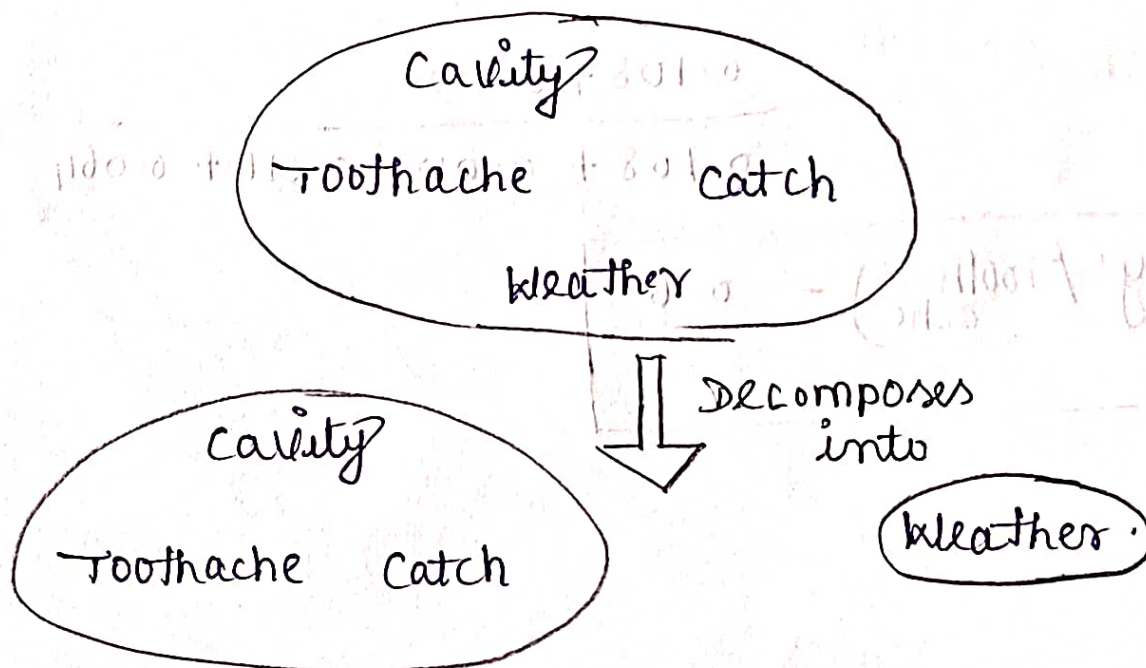 Cavity
Toothache Catch
Weather
Decomposes
into
Cavity
Weather.
Toothache Catch